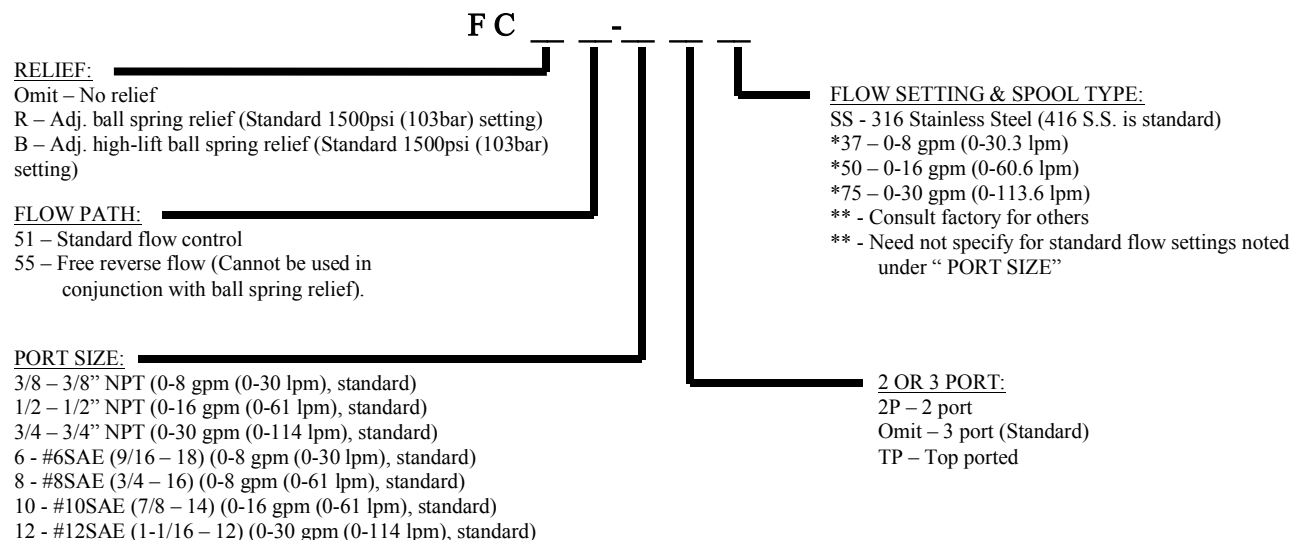 F C __ __-__ __ __
RELIEF:
Omit – No relief
R – Adj. ball spring relief (Standard 1500psi (103bar) setting)
B – Adj. high-lift ball spring relief (Standard 1500psi (103bar)
setting)
FLOW PATH:
51 – Standard flow control
55 – Free reverse flow (Cannot be used in
conjunction with ball spring relief).
PORT SIZE:
3/8 – 3/8” NPT (0-8 gpm (0-30 lpm), standard)
1/2 – 1/2” NPT (0-16 gpm (0-61 lpm), standard)
3/4 – 3/4” NPT (0-30 gpm (0-114 lpm), standard)
6 - #6SAE (9/16 – 18) (0-8 gpm (0-30 lpm), standard)
8 - #8SAE (3/4 – 16) (0-8 gpm (0-61 lpm), standard)
10 - #10SAE (7/8 – 14) (0-16 gpm (0-61 lpm), standard)
12 - #12SAE (1-1/16 – 12) (0-30 gpm (0-114 lpm), standard)
FLOW SETTING & SPOOL TYPE:
SS - 316 Stainless Steel (416 S.S. is standard)
*37 – 0-8 gpm (0-30.3 lpm)
*50 – 0-16 gpm (0-60.6 lpm)
*75 – 0-30 gpm (0-113.6 lpm)
** - Consult factory for others
** - Need not specify for standard flow settings noted
under “ PORT SIZE”
2 OR 3 PORT:
2P – 2 port
Omit – 3 port (Standard)
TP – Top ported